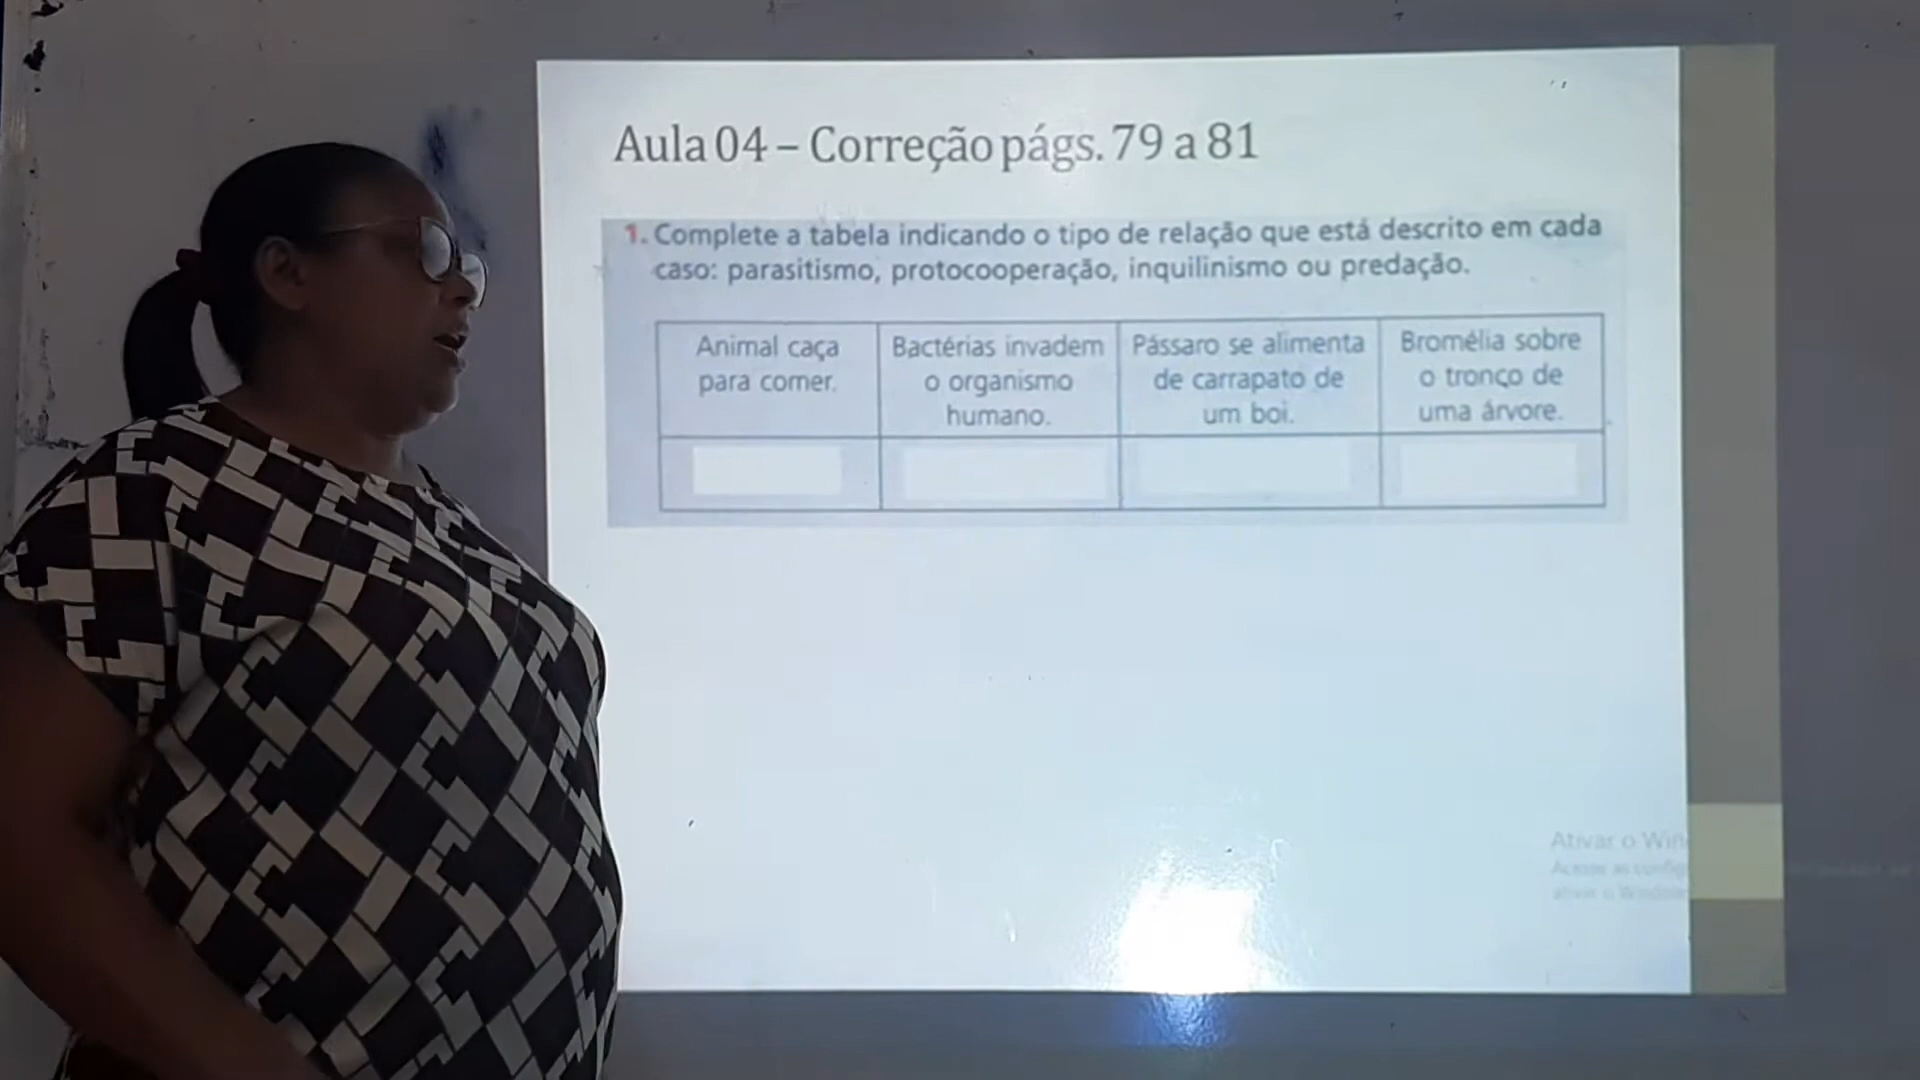 Aula 04 – Correção págs. 79 a 81
1. Complete a tabela indicando o tipo de relação que está descrito em cada
caso: parasitismo, protocooperação, inquilinismo ou predação.
Animal caça
para comer.
Bactérias invadem
o organismo
humano.
Pássaro se alimenta
de carrapato de
um boi.
Bromélia sobre
o tronco de
uma árvore.
Ativar o Win